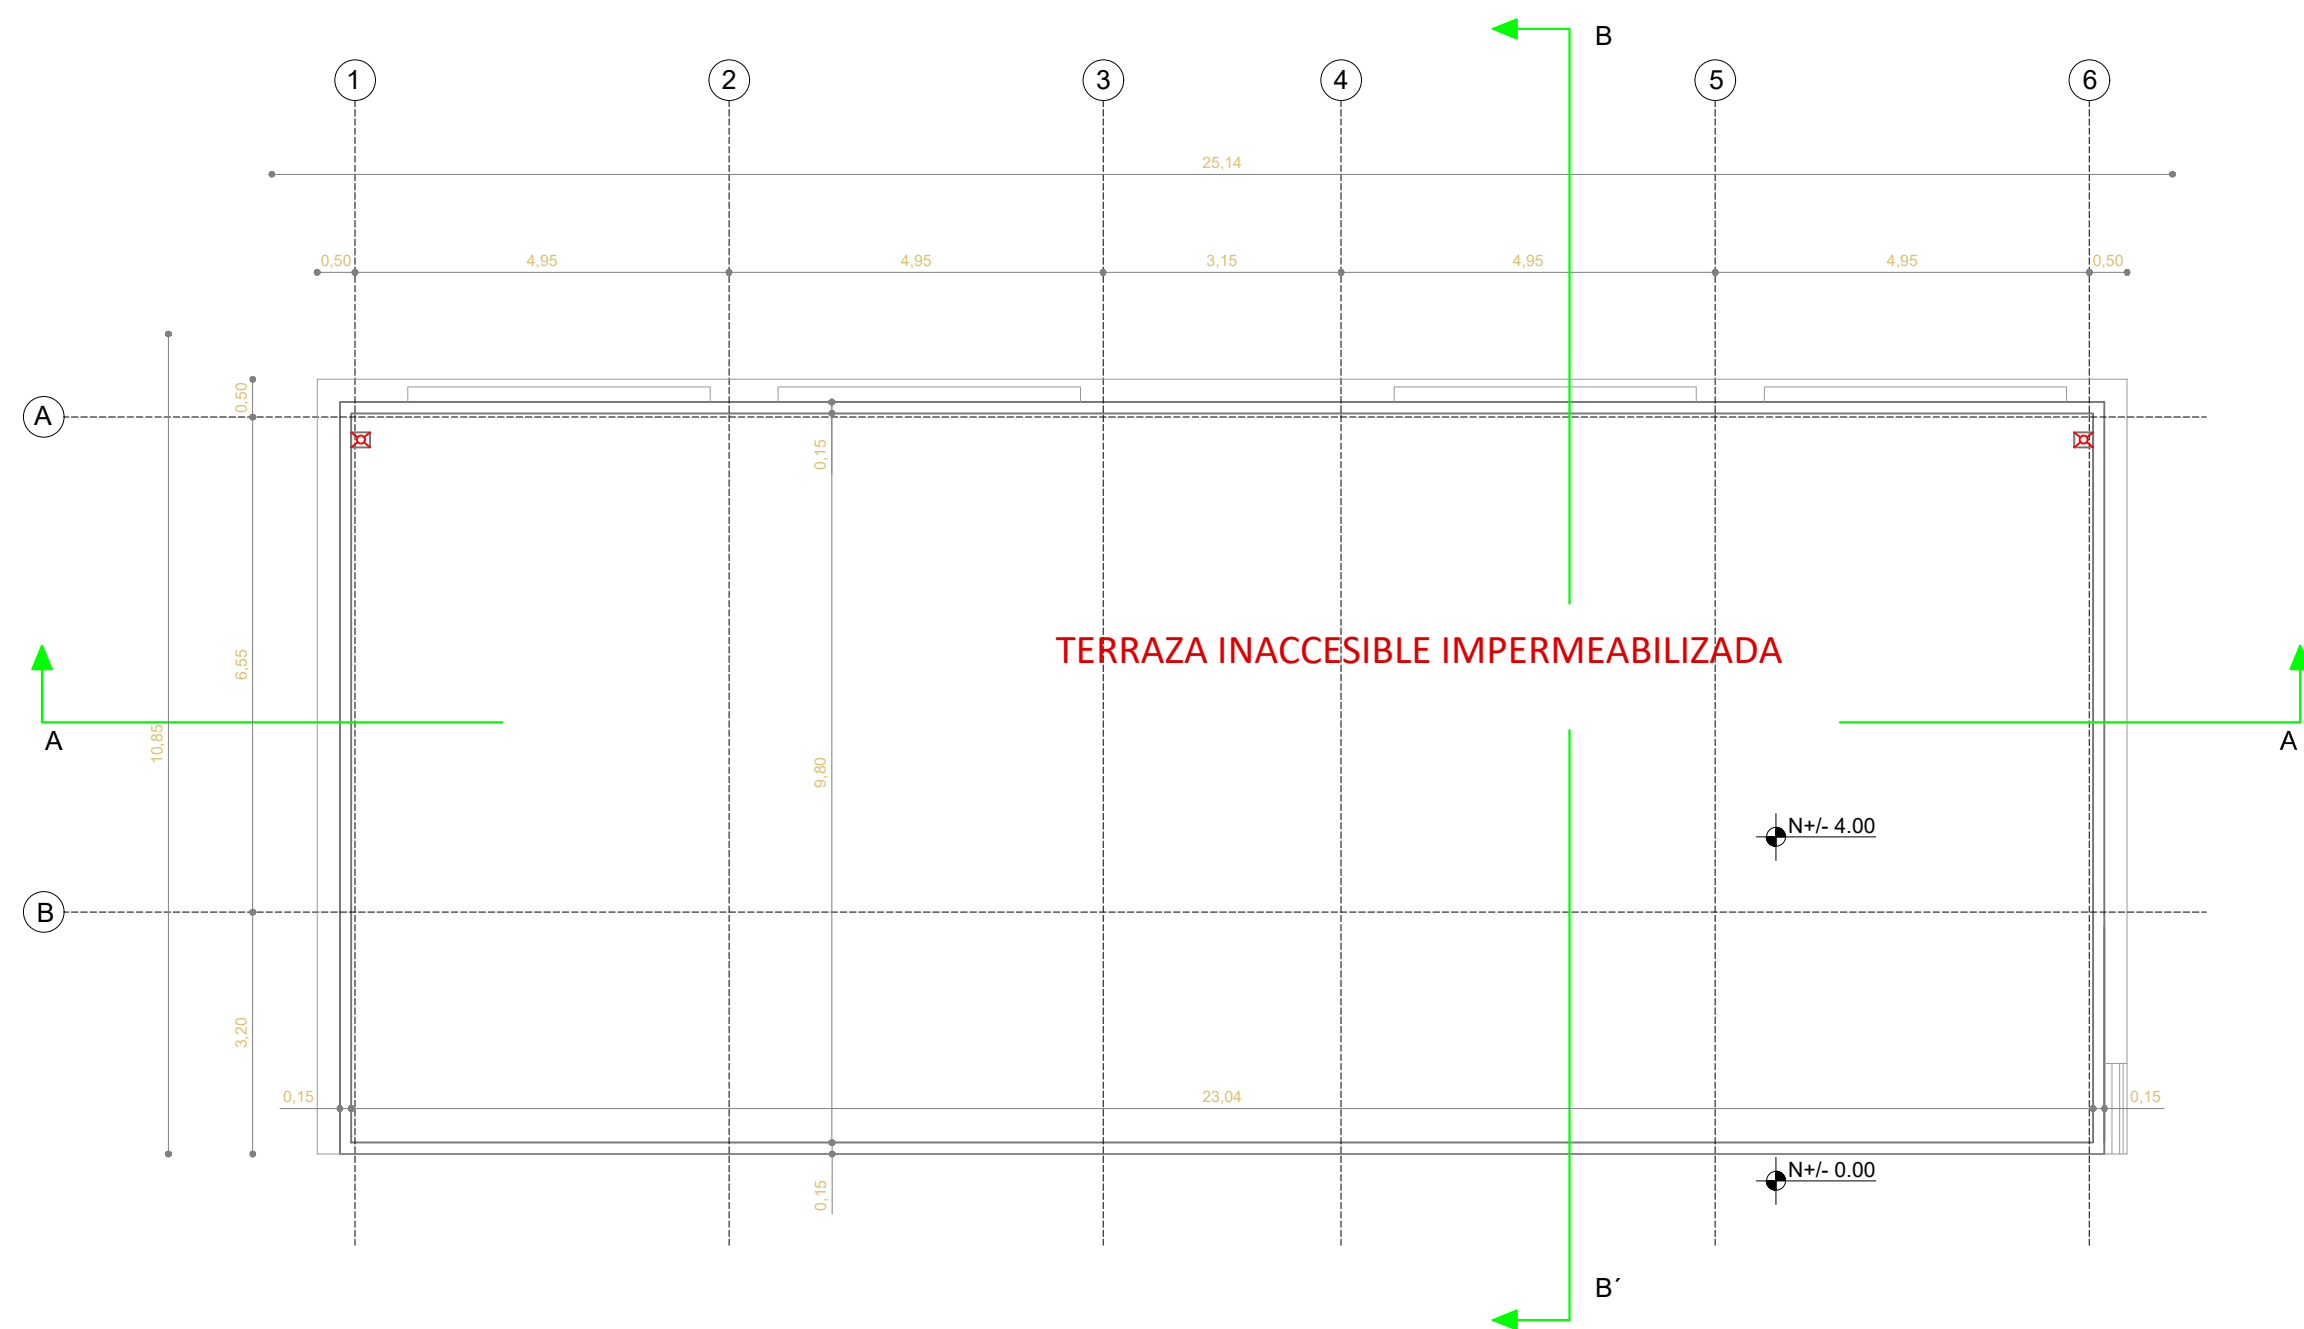 B
1 2 3 4 5 6
25,14
0,50 4,95 4,95 3,15 4,95 4,95 0,50
0,50
A
0,15
TERRAZA INACCESIBLE IMPERMEABILIZADA
6,55
10,85
A A
9,80
N+/- 4.00
B
3,20
0,15 23,04 0,15
N+/- 0.00
0,15
B´